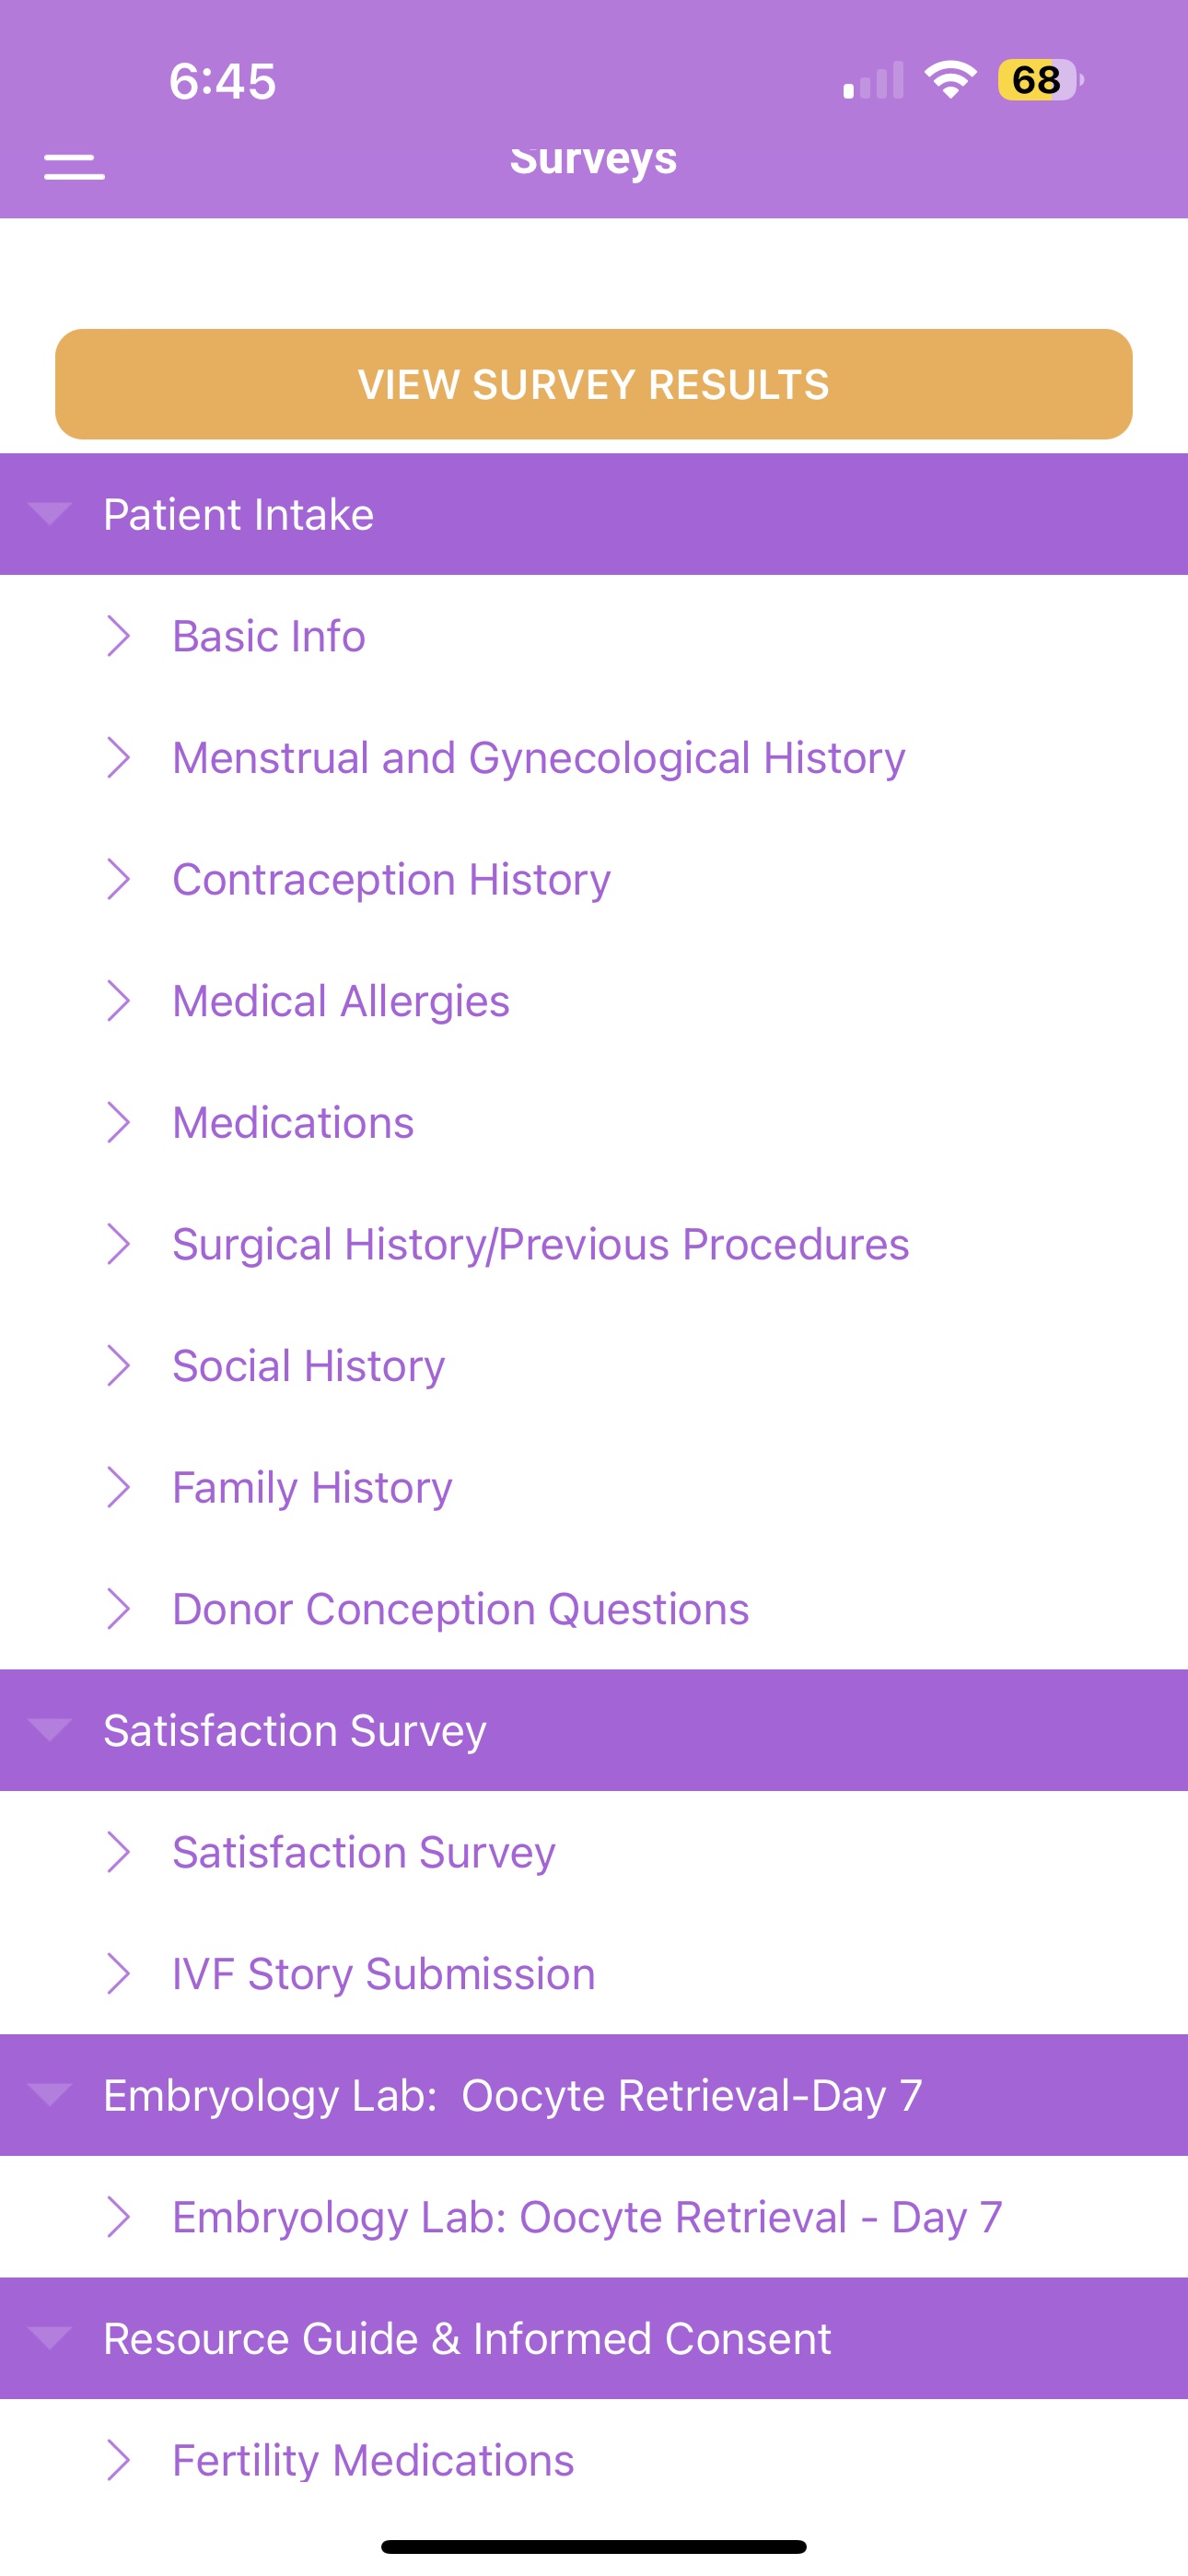 6:45
68
Surveys
VIEW SURVEY RESULTS
Patient Intake
Basic Info
Menstrual and Gynecological History
Contraception History
Medical Allergies
Medications
Surgical History/Previous Procedures
Social History
Family History
Donor Conception Questions
Satisfaction Survey
Satisfaction Survey
IVF Story Submission
Embryology Lab:  Oocyte Retrieval-Day 7
Embryology Lab: Oocyte Retrieval - Day 7
Resource Guide & Informed Consent
Fertility Medications